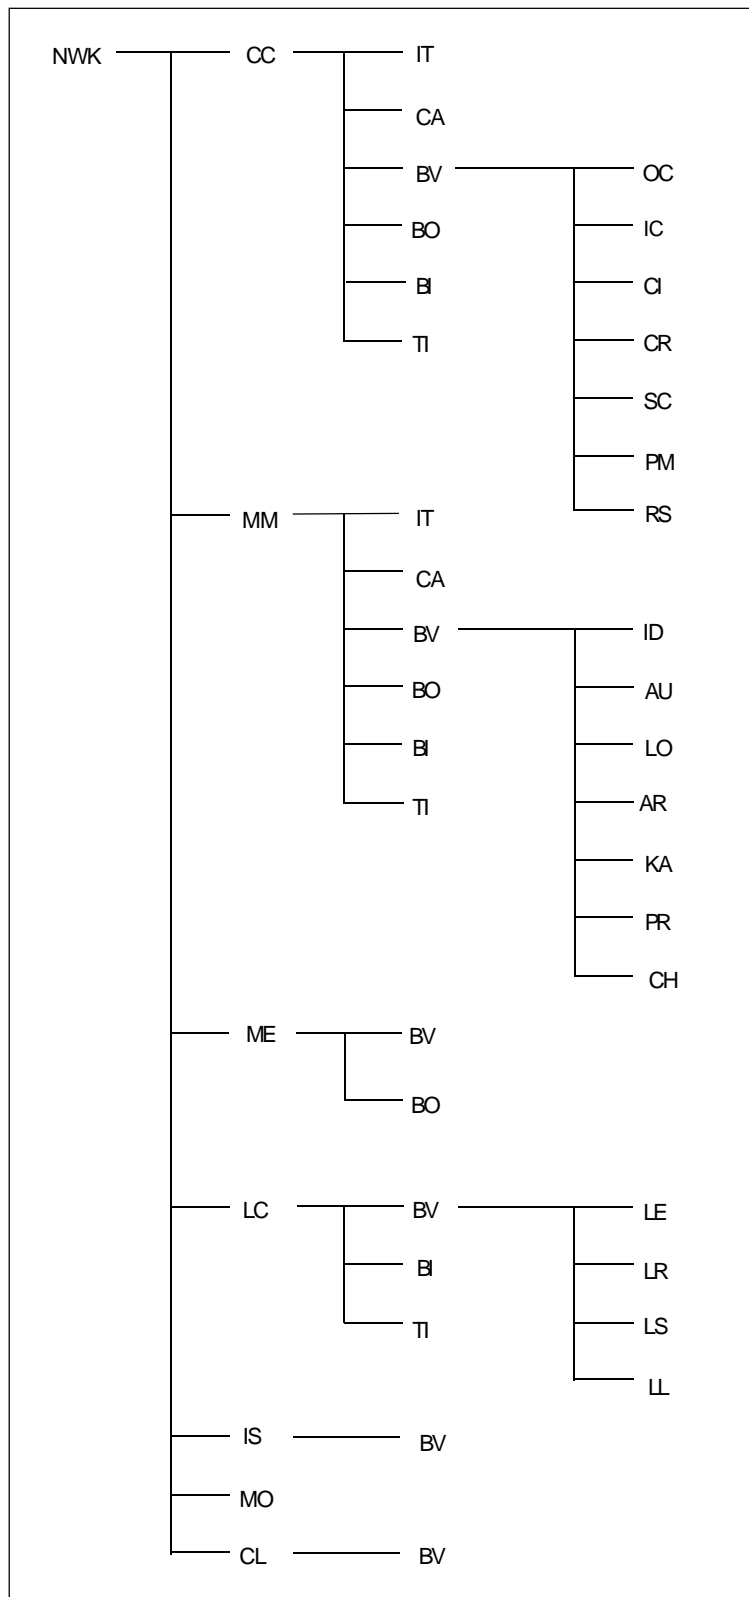 NWK CC IT
CA
BV OC
BO IC
BI CI
TI CR
SC
PM
MM IT RS
CA
BV ID
BO AU
BI LO
TI AR
KA
PR
CH
ME BV
BO
LC BV LE
BI LR
TI LS
LL
IS BV
MO
CL BV